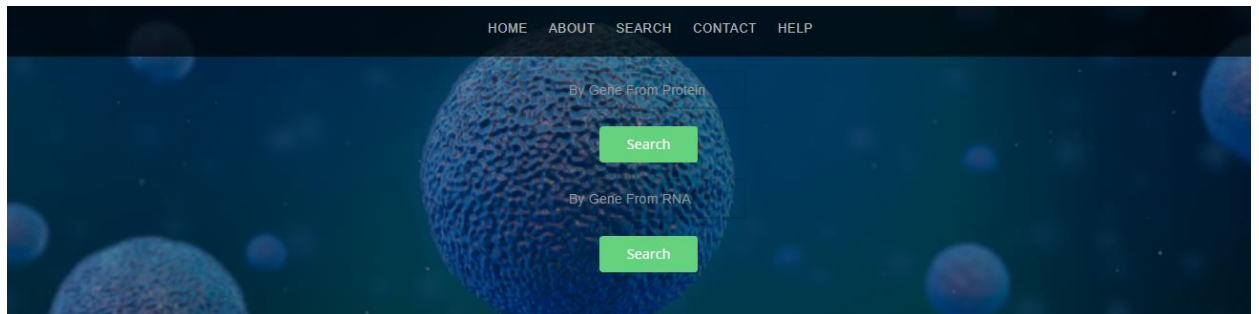 HOME ABOUT SEARCH CONTACT HELP
By Gene From Protein
Search
By Gene From RNA
Search